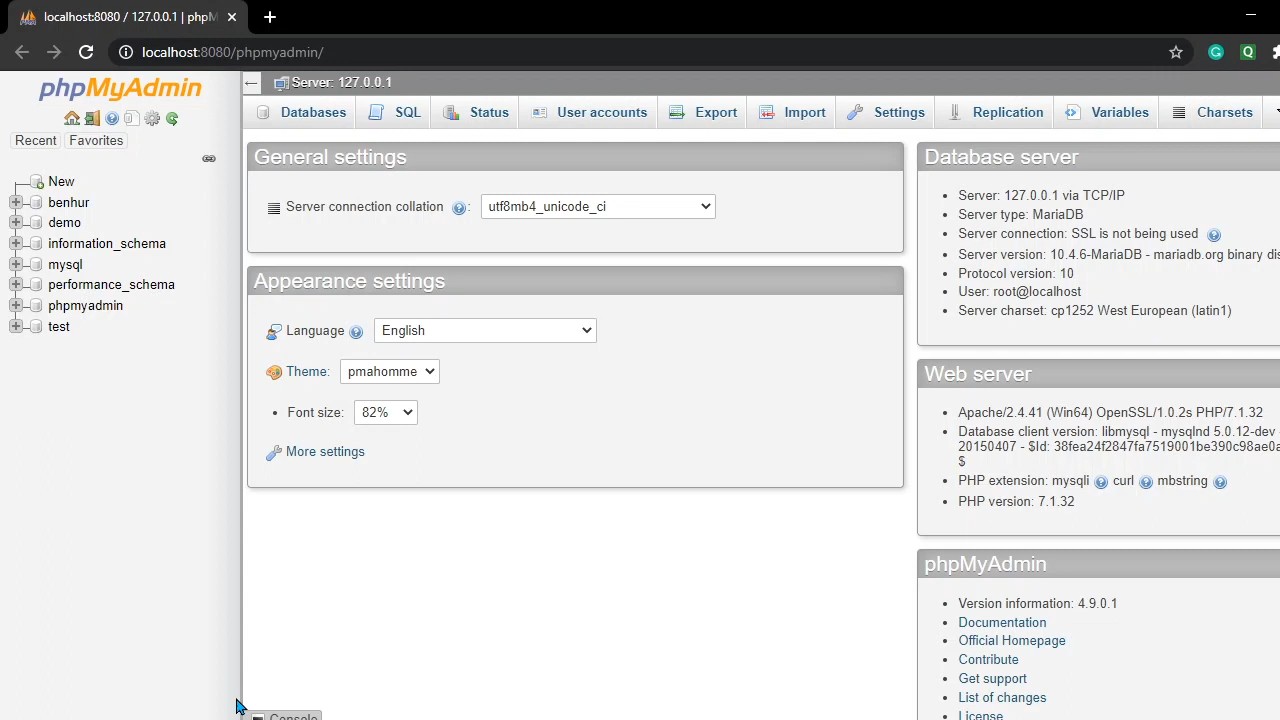 localhost:8080 / 127.0.0.1 | phpM
localhost:8080/phpmyadmin/
phpMyAdmin
Recent Favorites
New
benhur
demo
information_schema
mysql
performance_schema
phpmyadmin
test
Server: 127.0.0.1
Databases SQL Status User accounts Export Import Settings Replication Variables Charsets
General settings
Server connection collation : utf8mb4_unicode_ci
Appearance settings
Language English
Theme: pmahomme
Font size: 82%
More settings
Database server
Server: 127.0.0.1 via TCP/IP
Server type: MariaDB
Server connection: SSL is not being used
Server version: 10.4.6-MariaDB - mariadb.org binary dis
Protocol version: 10
User: root@localhost
Server charset: cp1252 West European (latin1)
Web server
Apache/2.4.41 (Win64) OpenSSL/1.0.2s PHP/7.1.32
Database client version: libmysql - mysqlnd 5.0.12-dev -
20150407 - $Id: 38fea24f2847fa7519001be390c98ae0a
$
PHP extension: mysqli curl mbstring
PHP version: 7.1.32
phpMyAdmin
Version information: 4.9.0.1
Documentation
Official Homepage
Contribute
Get support
List of changes
License
Console